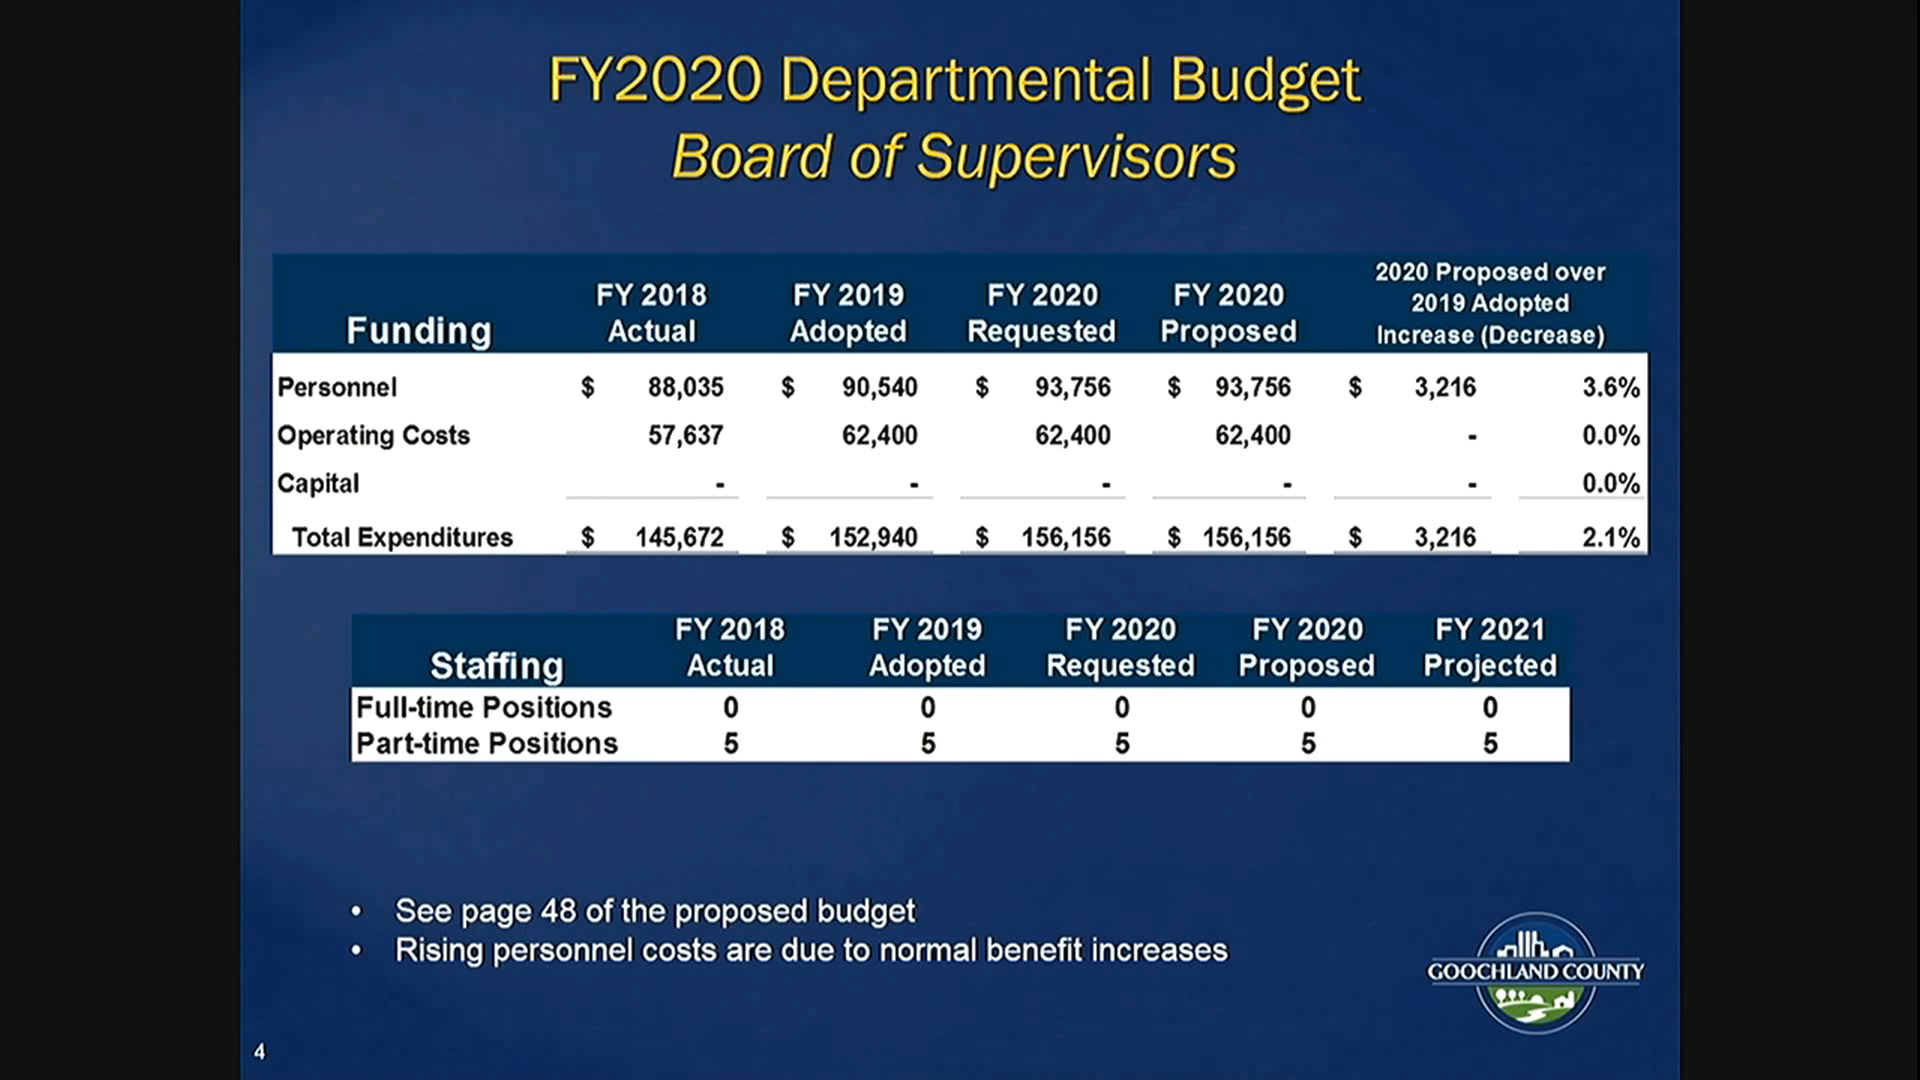 FY2020 Departmental Budget
Board of Supervisors
Funding FY 2018 Actual FY 2019 Adopted FY 2020 Requested FY 2020 Proposed 2020 Proposed over 2019 Adopted Increase (Decrease)
Personnel $ 88,035 $ 90,540 $ 93,756 $ 93,756 $ 3,216 3.6%
Operating Costs 57,637 62,400 62,400 62,400 - 0.0%
Capital - - - - - 0.0%
Total Expenditures $ 145,672 $ 152,940 $ 156,156 $ 156,156 $ 3,216 2.1%
Staffing FY 2018 Actual FY 2019 Adopted FY 2020 Requested FY 2020 Proposed FY 2021 Projected
Full-time Positions 0 0 0 0 0
Part-time Positions 5 5 5 5 5
• See page 48 of the proposed budget
• Rising personnel costs are due to normal benefit increases
GOOCHLAND COUNTY
4